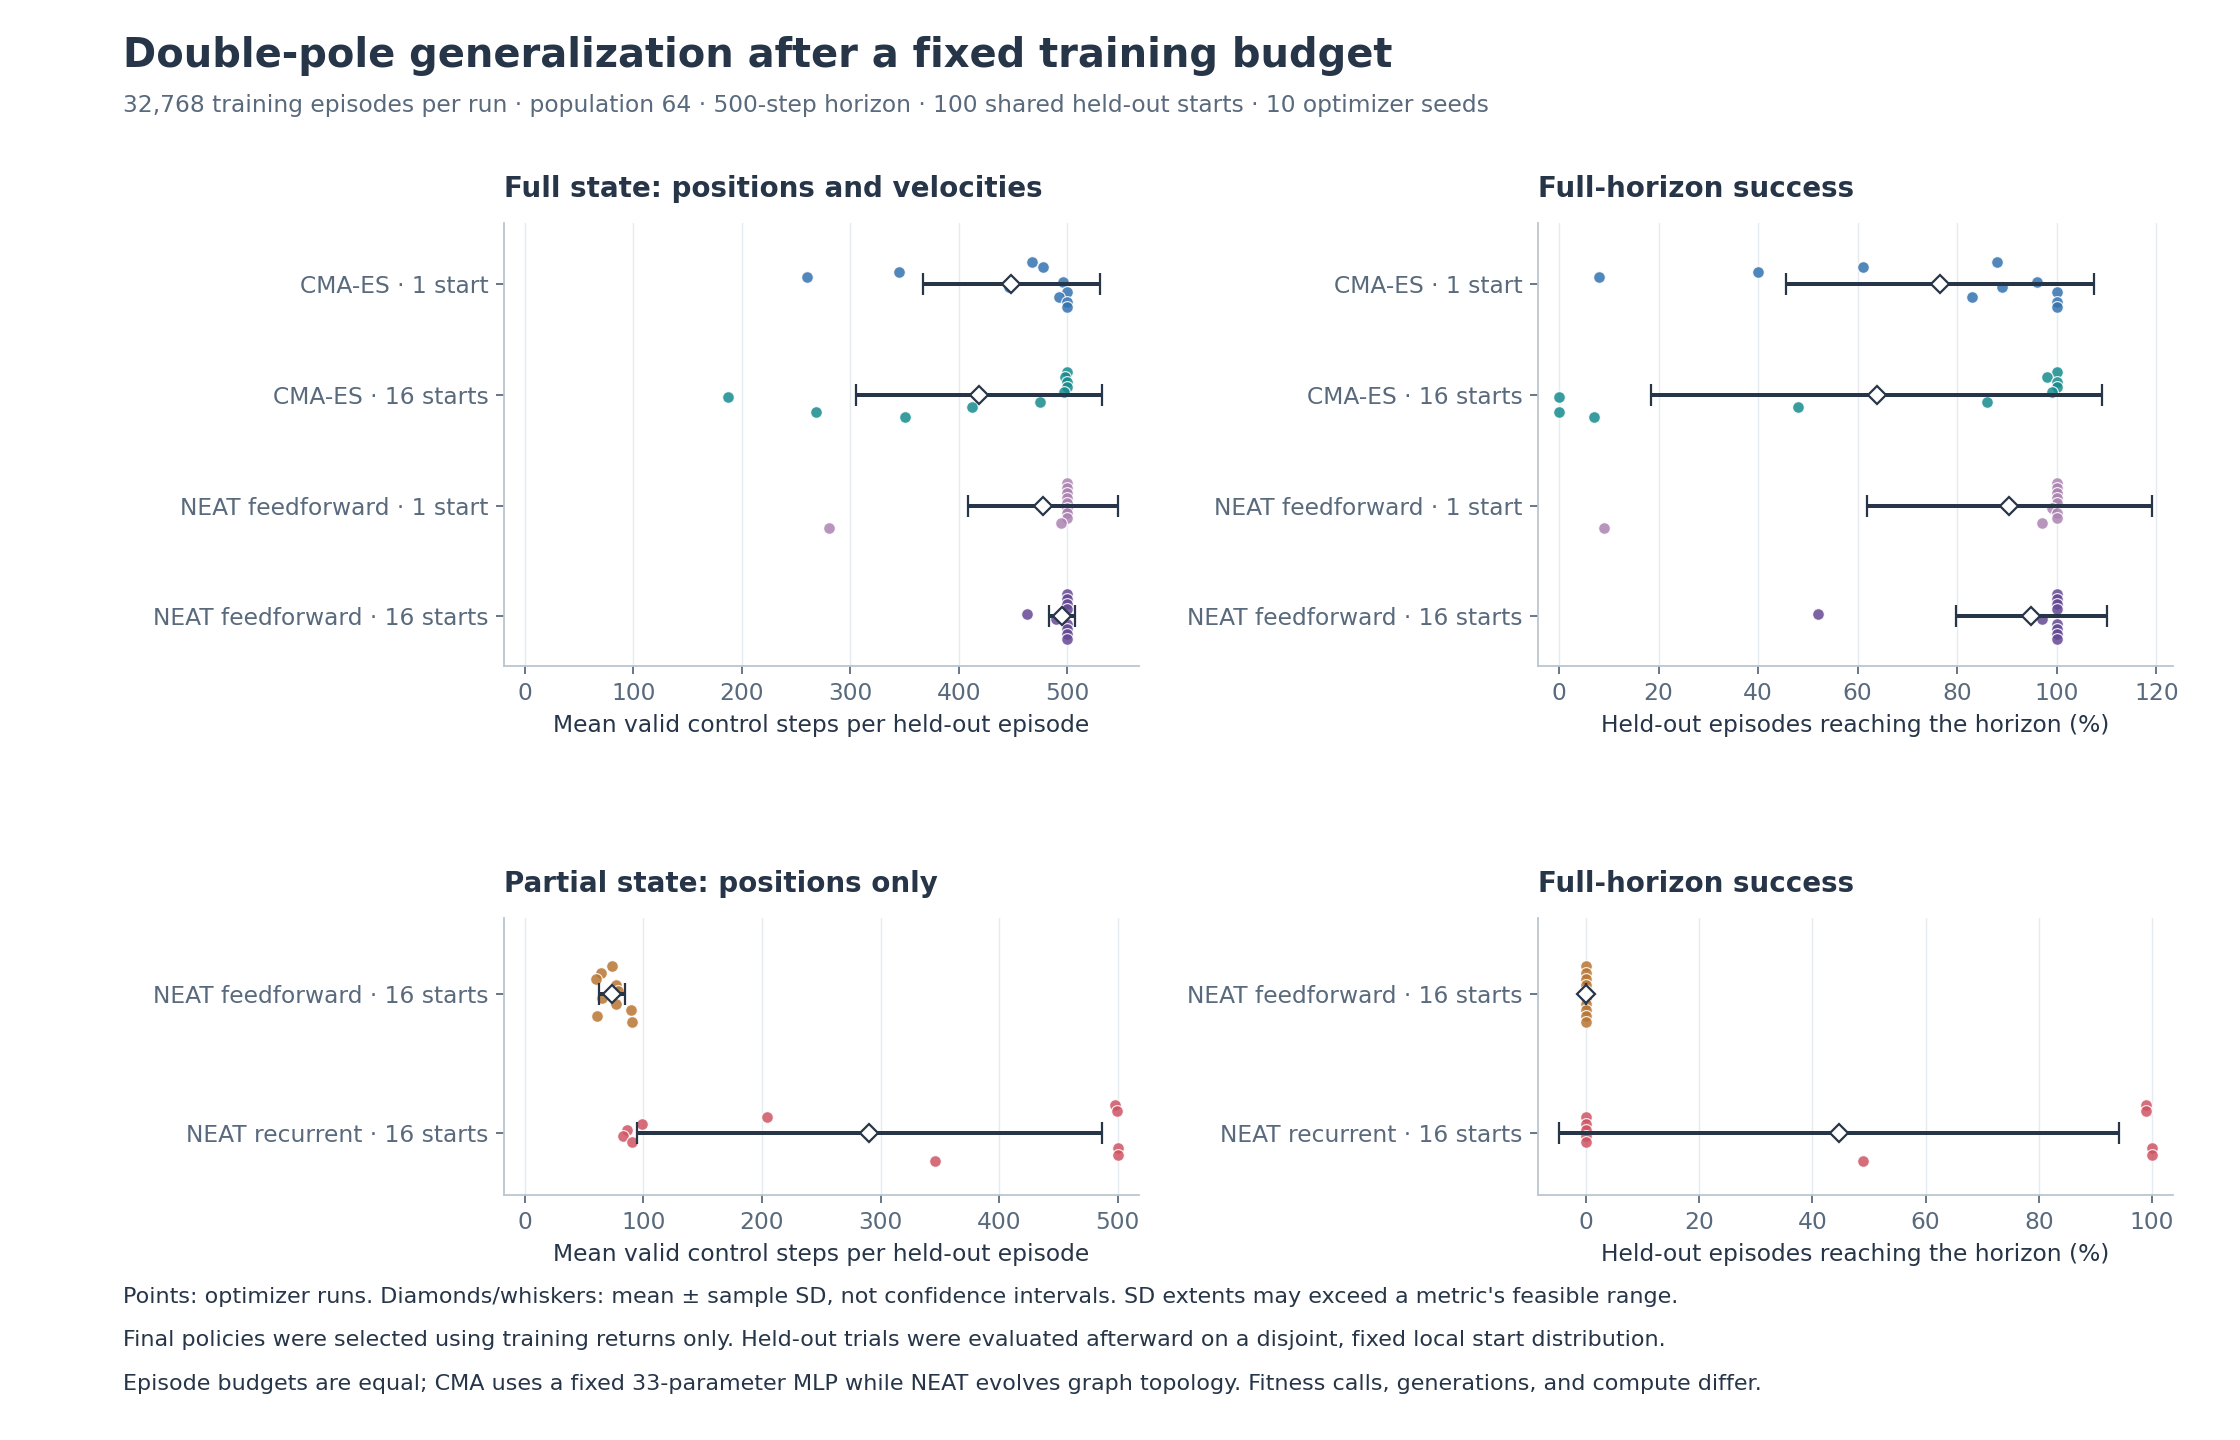 Double-pole generalization after a fixed training budget
32,768 training episodes per run · population 64 · 500-step horizon · 100 shared held-out starts · 10 optimizer seeds
Full state: positions and velocities
CMA-ES · 1 start
CMA-ES · 16 starts
NEAT feedforward · 1 start
NEAT feedforward · 16 starts
0 100 200 300 400 500
Mean valid control steps per held-out episode
Full-horizon success
CMA-ES · 1 start
CMA-ES · 16 starts
NEAT feedforward · 1 start
NEAT feedforward · 16 starts
0 20 40 60 80 100 120
Held-out episodes reaching the horizon (%)
Partial state: positions only
NEAT feedforward · 16 starts
NEAT recurrent · 16 starts
0 100 200 300 400 500
Mean valid control steps per held-out episode
Full-horizon success
NEAT feedforward · 16 starts
NEAT recurrent · 16 starts
0 20 40 60 80 100
Held-out episodes reaching the horizon (%)
Points: optimizer runs. Diamonds/whiskers: mean ± sample SD, not confidence intervals. SD extents may exceed a metric's feasible range.
Final policies were selected using training returns only. Held-out trials were evaluated afterward on a disjoint, fixed local start distribution.
Episode budgets are equal; CMA uses a fixed 33-parameter MLP while NEAT evolves graph topology. Fitness calls, generations, and compute differ.